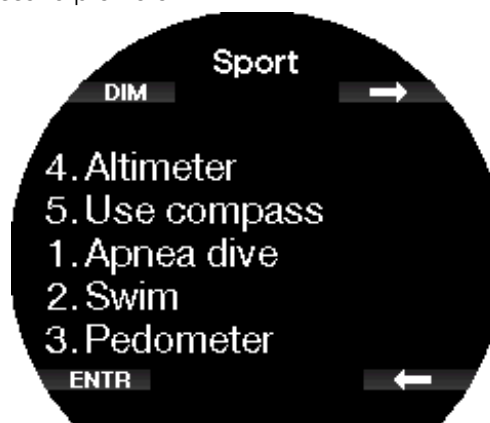 Sport
DIM
4. Altimeter
5. Use compass
1. Apnea dive
2. Swim
3. Pedometer
ENTR